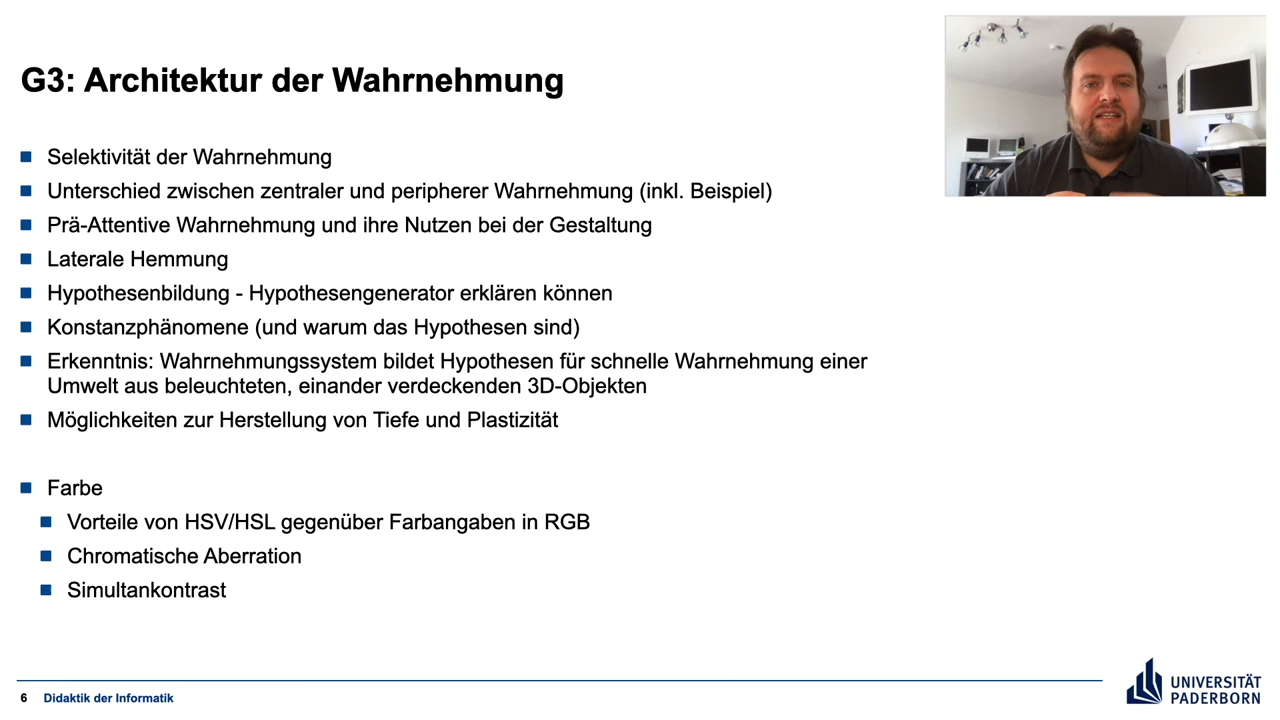 G3: Architektur der Wahrnehmung
Selektivität der Wahrnehmung
Unterschied zwischen zentraler und peripherer Wahrnehmung (inkl. Beispiel)
Prä-Attentive Wahrnehmung und ihre Nutzen bei der Gestaltung
Laterale Hemmung
Hypothesenbildung - Hypothesengenerator erklären können
Konstanzphänomene (und warum das Hypothesen sind)
Erkenntnis: Wahrnehmungssystem bildet Hypothesen für schnelle Wahrnehmung einer
Umwelt aus beleuchteten, einander verdeckenden 3D-Objekten
Möglichkeiten zur Herstellung von Tiefe und Plastizität
Farbe
Vorteile von HSV/HSL gegenüber Farbangaben in RGB
Chromatische Aberration
Simultankontrast
6 Didaktik der Informatik
UNIVERSITÄT
PADERBORN